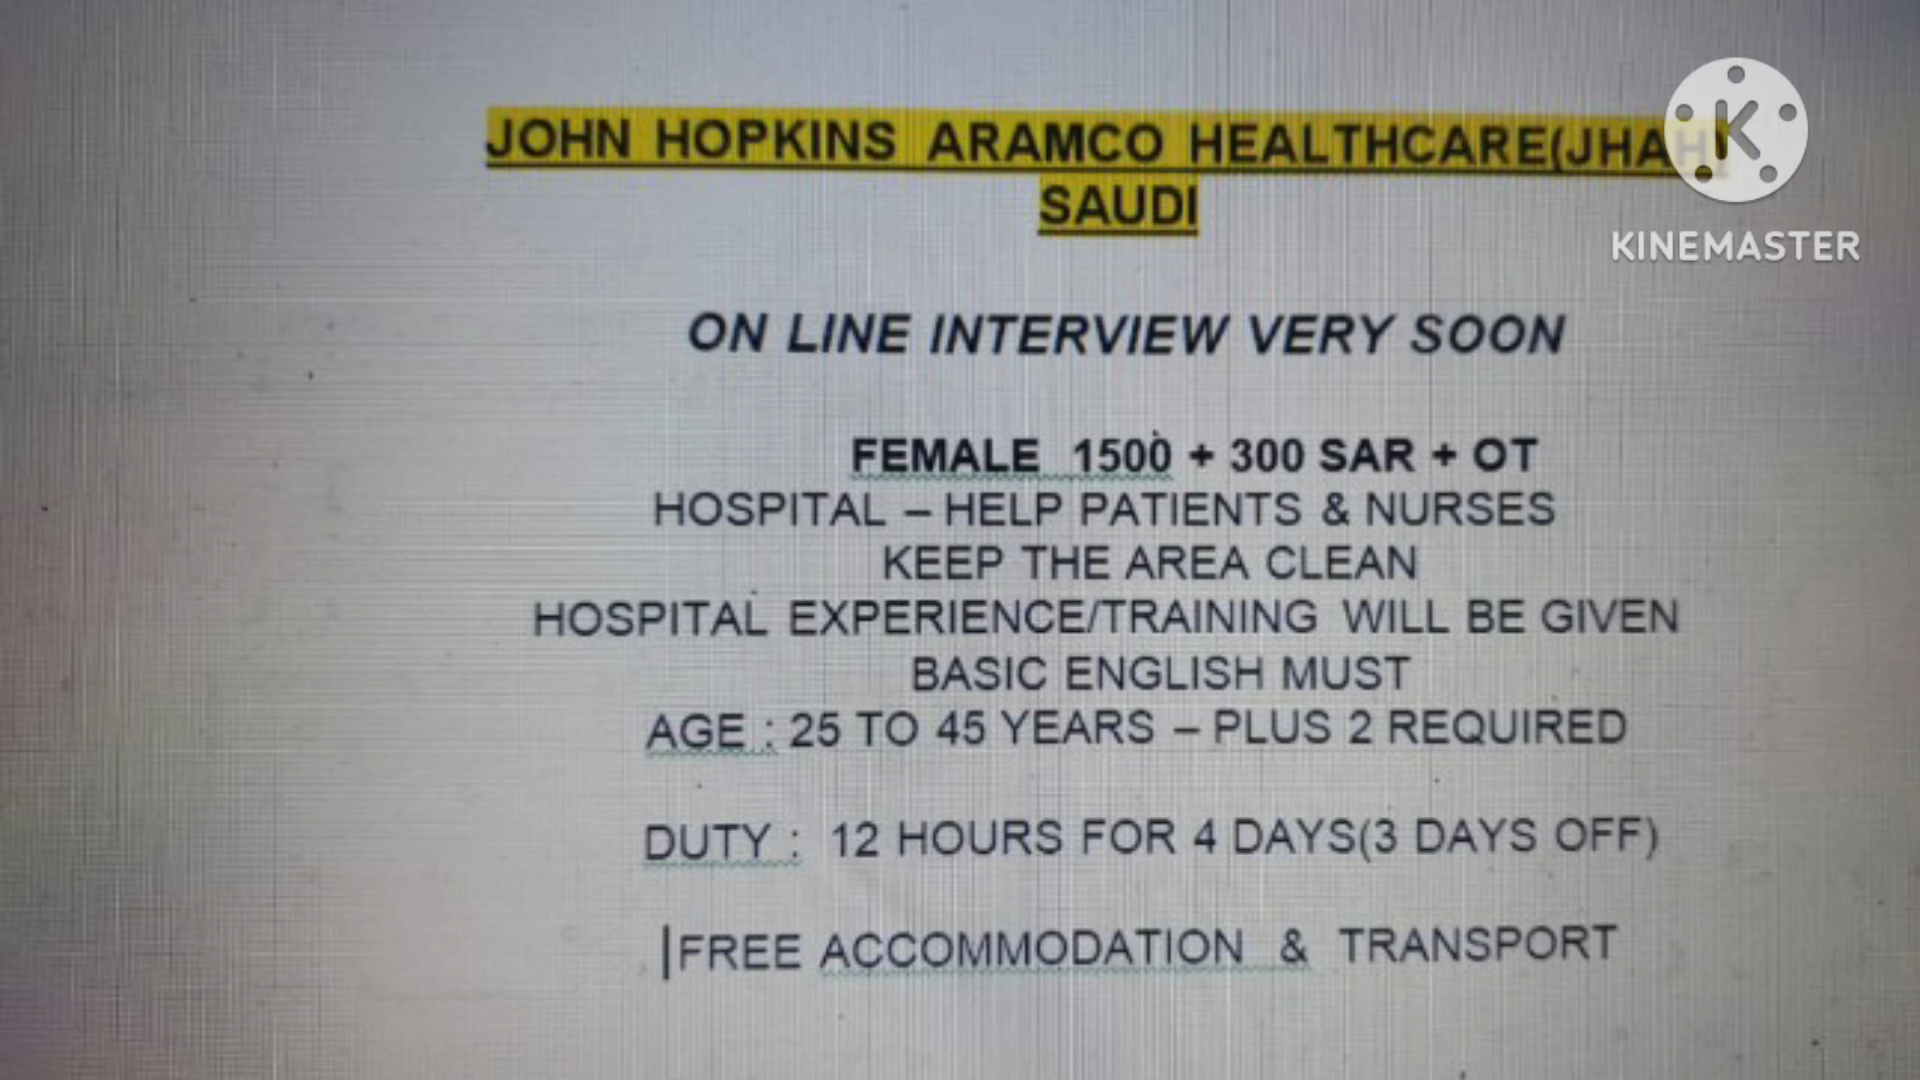 JOHN HOPKINS ARAMCO HEALTHCARE(JHAH)
SAUDI
KINEMASTER
ON LINE INTERVIEW VERY SOON
FEMALE 1500 + 300 SAR + OT
HOSPITAL – HELP PATIENTS & NURSES
KEEP THE AREA CLEAN
HOSPITAL EXPERIENCE/TRAINING WILL BE GIVEN
BASIC ENGLISH MUST
AGE : 25 TO 45 YEARS – PLUS 2 REQUIRED
DUTY : 12 HOURS FOR 4 DAYS(3 DAYS OFF)
FREE ACCOMMODATION & TRANSPORT